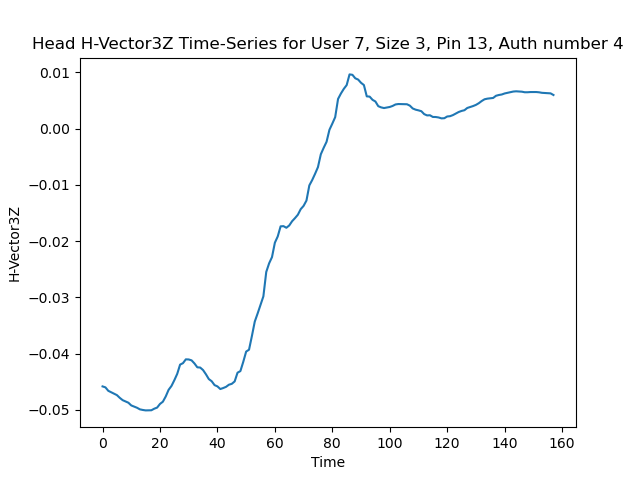 Head H-Vector3Z Time-Series for User 7, Size 3, Pin 13, Auth number 4
0.01
0.00
−0.01
−0.02
−0.03
−0.04
−0.05
H-Vector3Z
0 20 40 60 80 100 120 140 160
Time